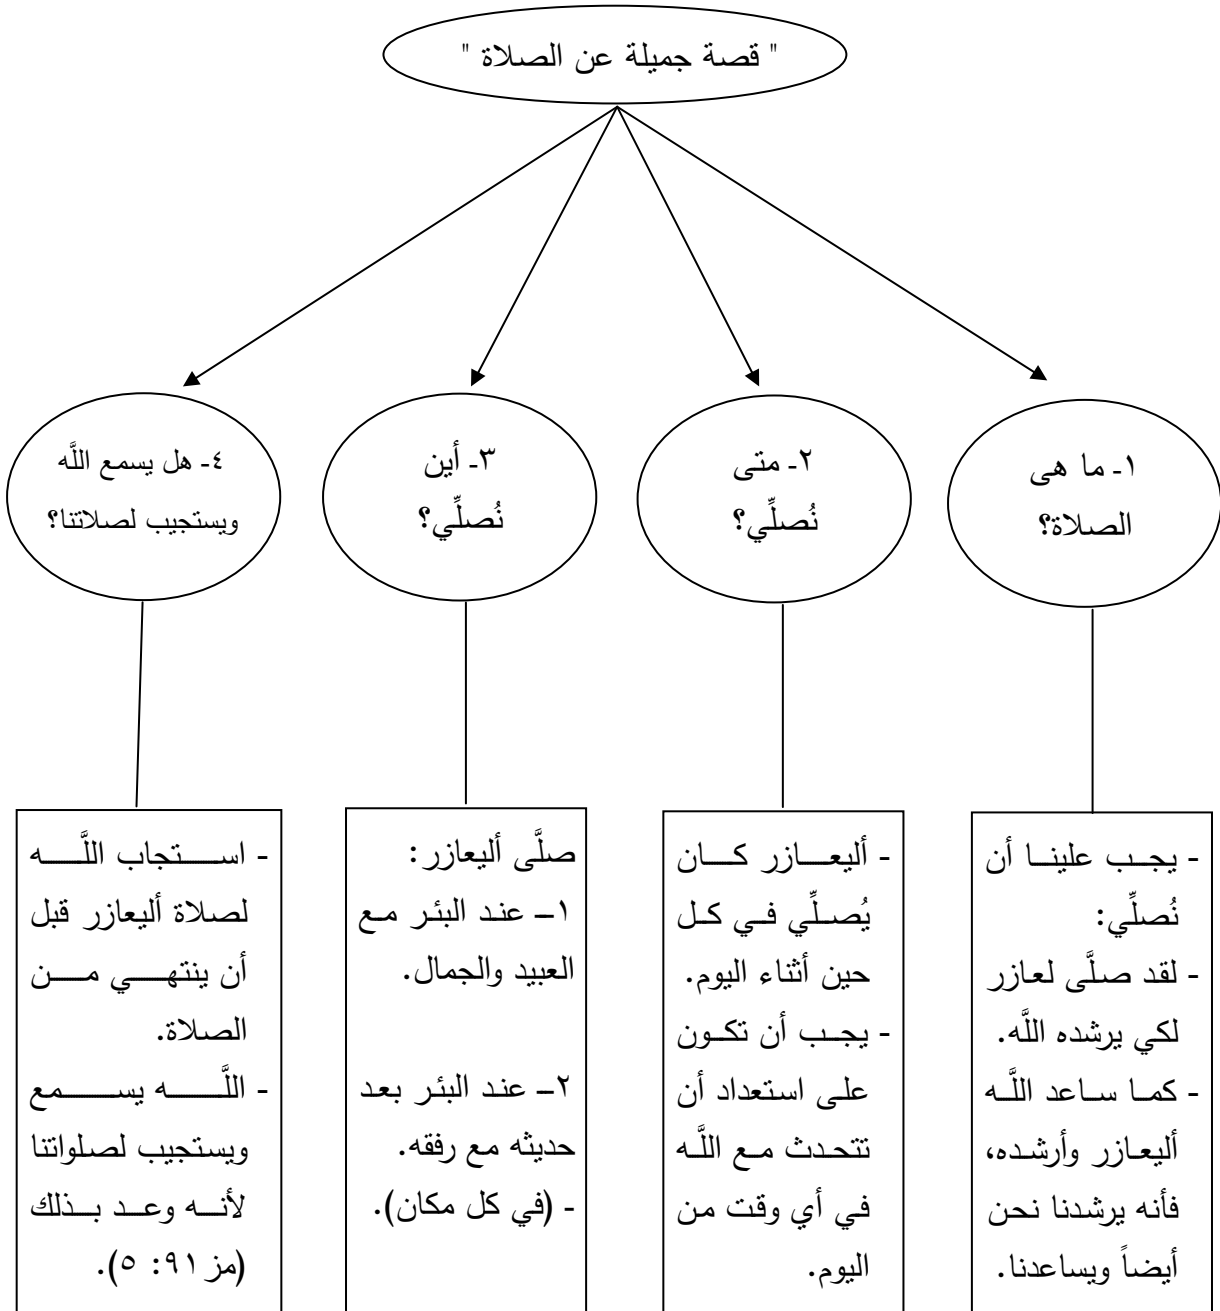 " قصة جميلة عن الصلاة "
١- ما هى
الصلاة؟
٢- متى
نُصلِّي؟
٣- أين
نُصلِّي؟
٤- هل يسمع اللَّه
ويستجيب لصلاتنا؟
- يجب علينا أن
نُصلِّي:
- لقد صلَّى لعازر
لكي يرشده اللَّه.
- كما ساعد اللَّه
أليعازر وأرشده،
فأنه يرشدنا نحن
أيضاً ويساعدنا.
- أليعازر كان
يُصلِّي في كل
حين أثناء اليوم.
- يجب أن تكون
على استعداد أن
تتحدث مع اللَّه
في أي وقت من
اليوم.
صلَّى أليعازر:
١– عند البئر مع
العبيد والجمال.
٢– عند البئر بعد
حديثه مع رفقه.
- (في كل مكان).
- استجاب اللَّه
لصلاة أليعازر قبل
أن ينتهي من
الصلاة.
- اللَّه يسمع
ويستجيب لصلواتنا
لأنه وعد بذلك
(مز ٩١: ٥).